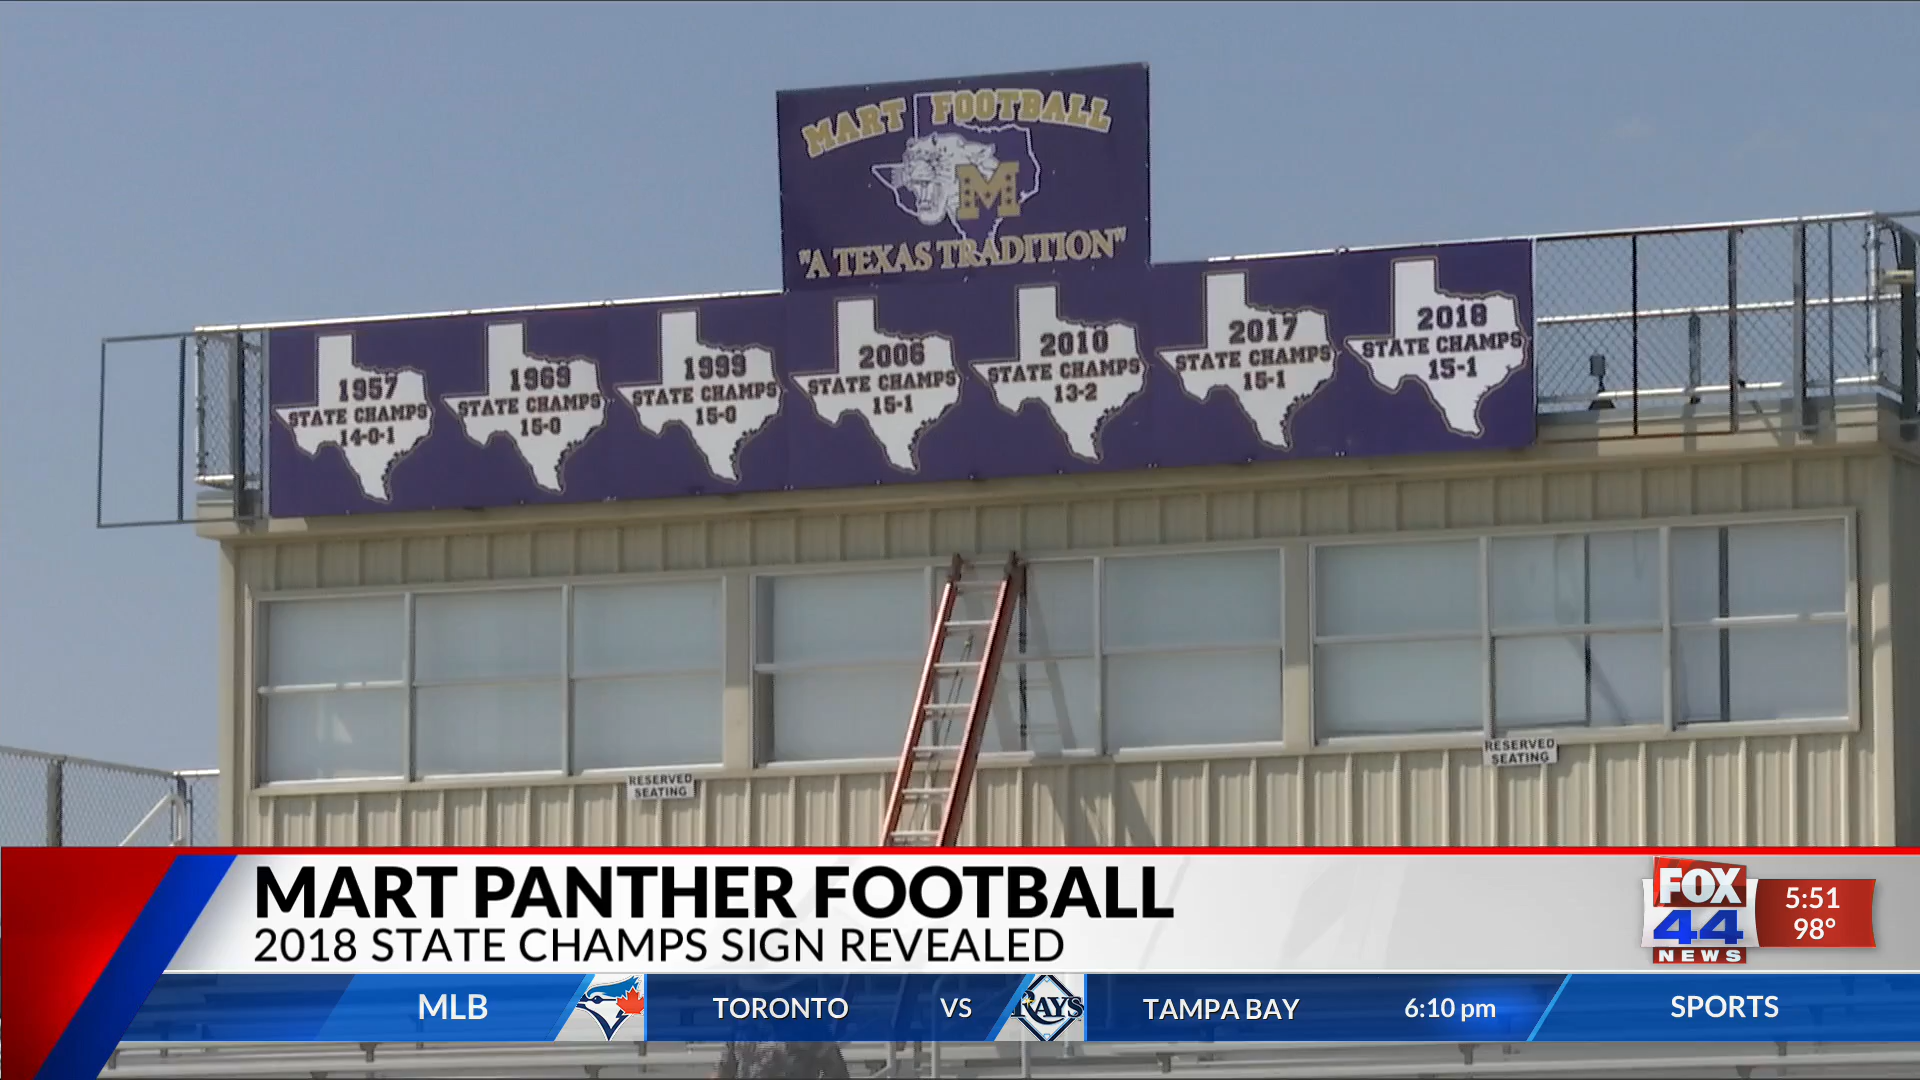 MART FOOTBALL
M
"A TEXAS TRADITION"
1957
STATE CHAMPS
14-0-1
1969
STATE CHAMPS
15-0
1999
STATE CHAMPS
15-0
2006
STATE CHAMPS
15-1
2010
STATE CHAMPS
13-2
2017
STATE CHAMPS
15-1
2018
STATE CHAMPS
15-1
RESERVED
SEATING
RESERVED
SEATING
MART PANTHER FOOTBALL
2018 STATE CHAMPS SIGN REVEALED
FOX
44
NEWS
5:51
98°
MLB TORONTO VS RAYS TAMPA BAY 6:10 pm SPORTS